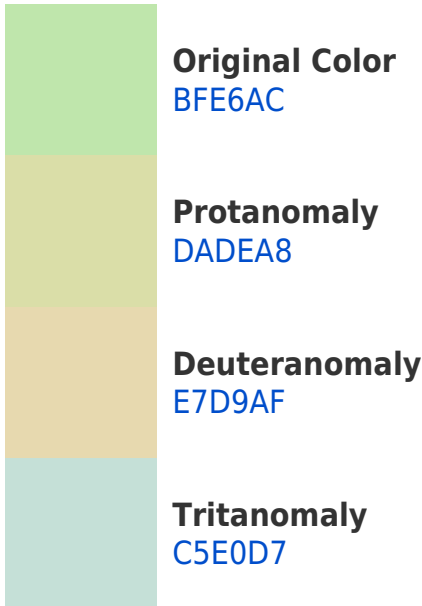 Original Color
BFE6AC
Protanomaly
DADEA8
Deuteranomaly
E7D9AF
Tritanomaly
C5E0D7